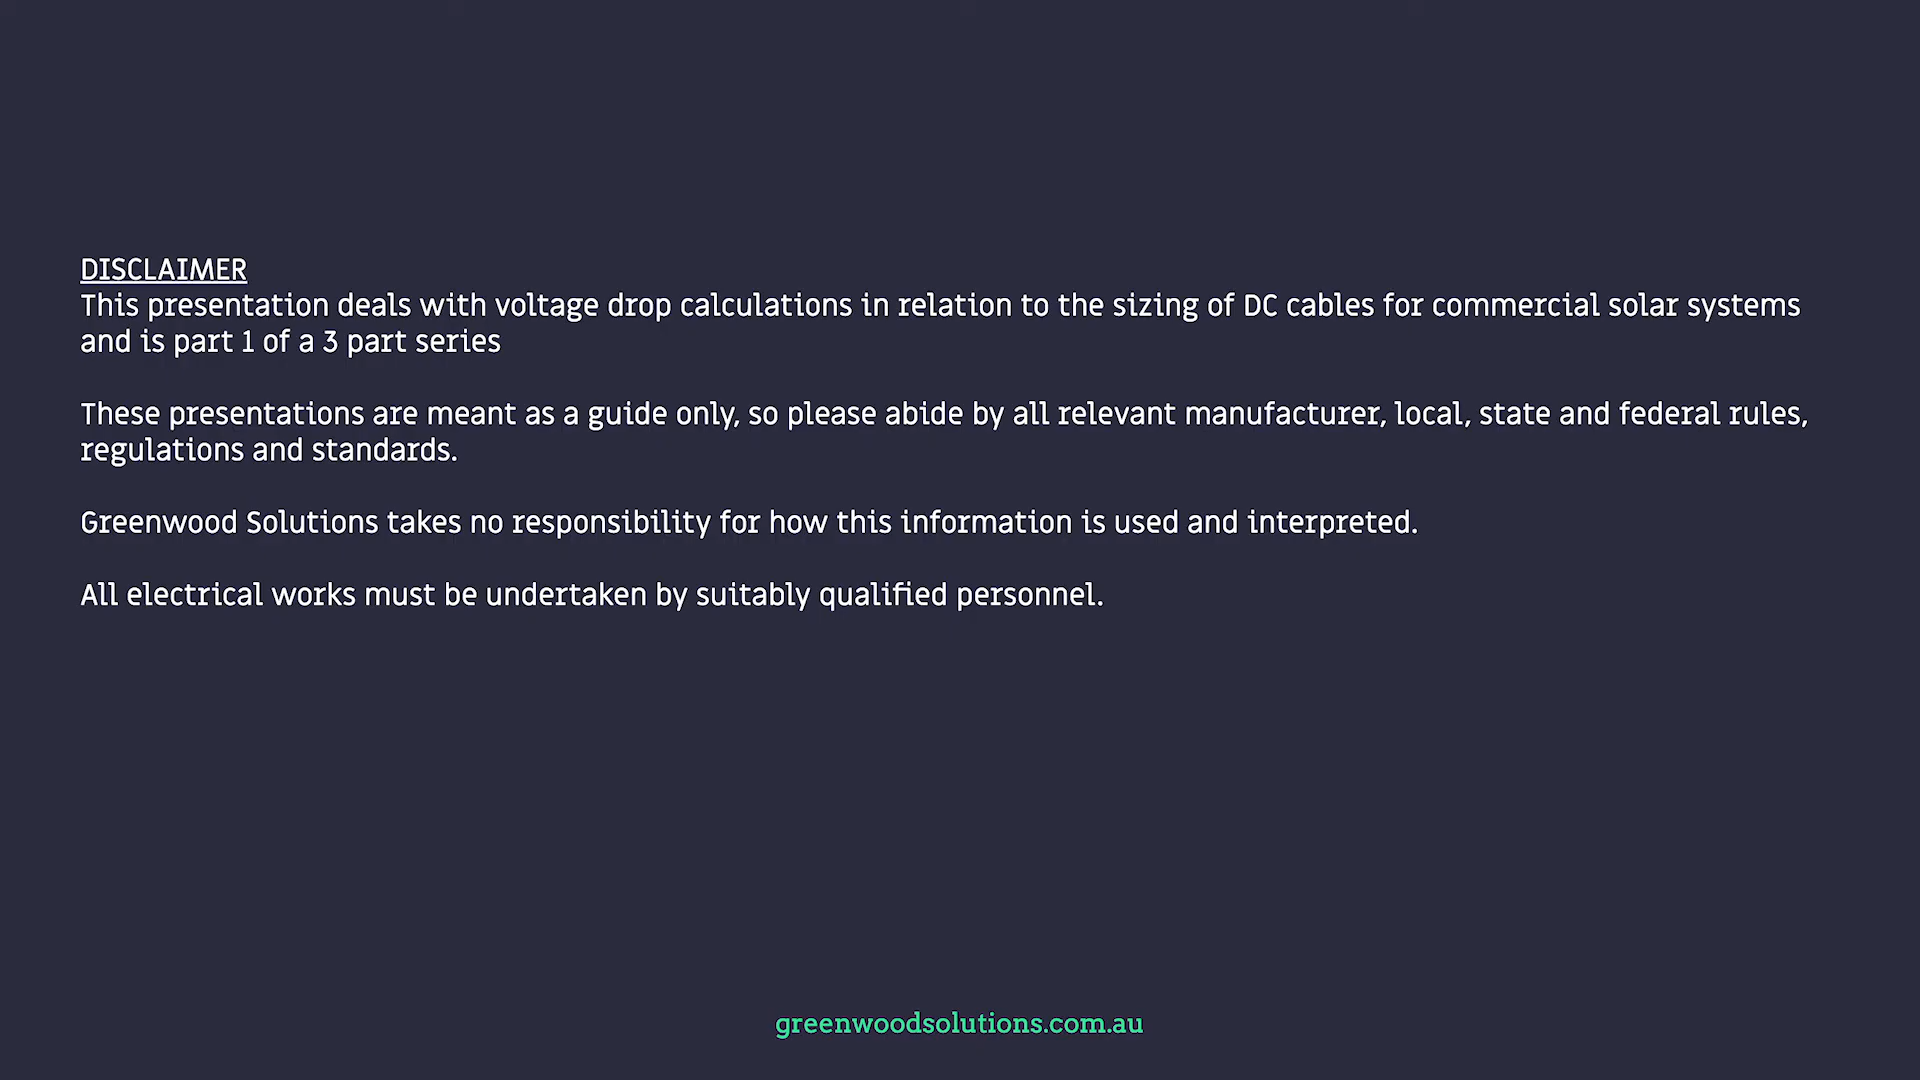 DISCLAIMER
This presentation deals with voltage drop calculations in relation to the sizing of DC cables for commercial solar systems
and is part 1 of a 3 part series
These presentations are meant as a guide only, so please abide by all relevant manufacturer, local, state and federal rules,
regulations and standards.
Greenwood Solutions takes no responsibility for how this information is used and interpreted.
All electrical works must be undertaken by suitably qualified personnel.
greenwoodsolutions.com.au